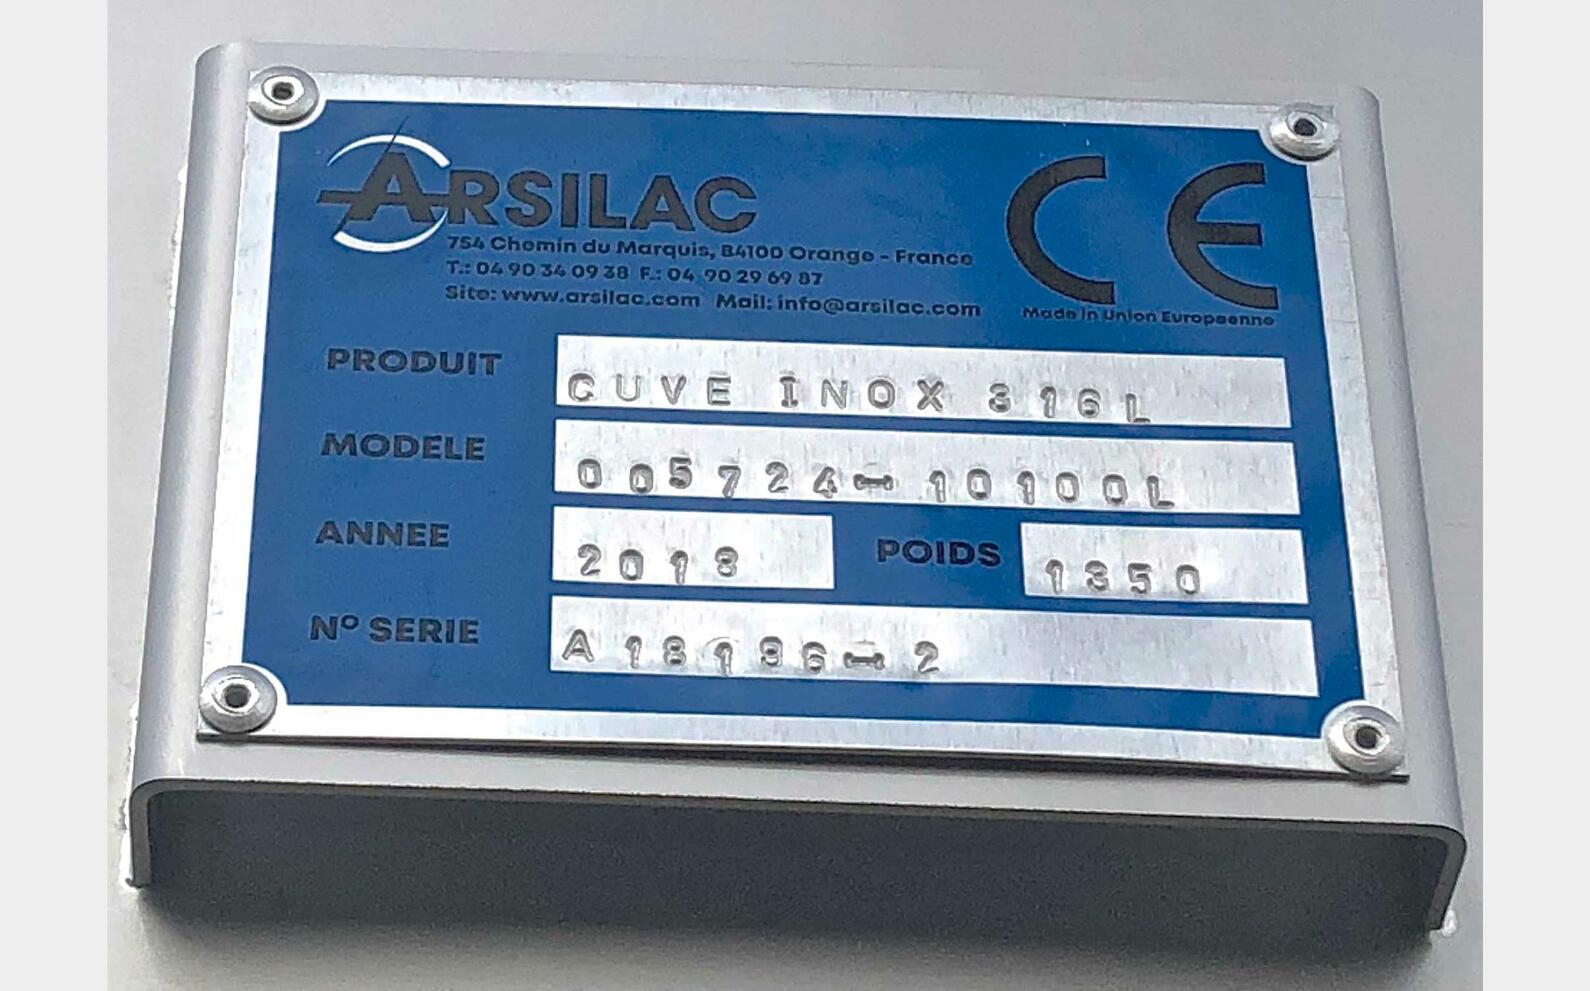 ARSILAC
754 Chemin du Marquis, 84100 Orange - France
T.: 04 90 34 09 38 F.: 04 90 29 69 87
Site: www.arsilac.com Mail: info@arsilac.com
CE
Made in Union Europeenne
PRODUIT CUVE INOX 316L
MODELE 005724-10100L
ANNEE 2018 POIDS 1350
Nº SERIE A18196-2